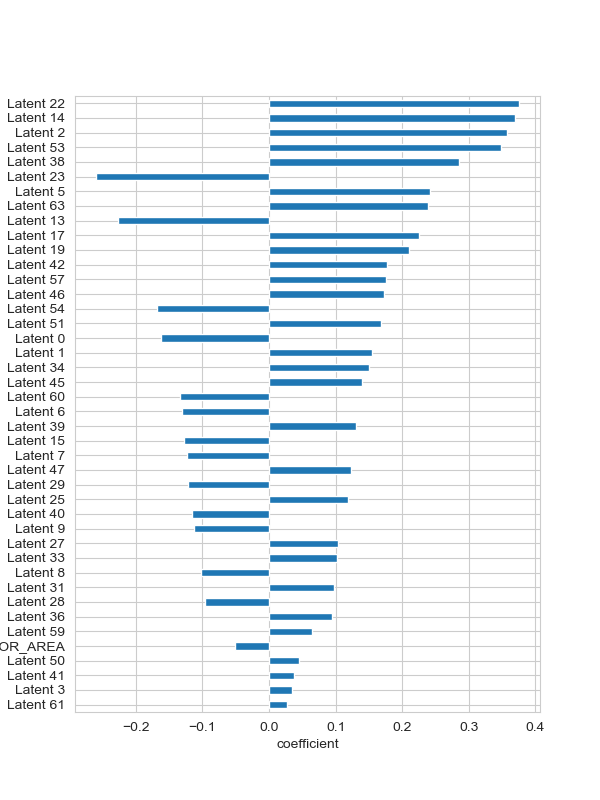 Latent 22
Latent 14
Latent 2
Latent 53
Latent 38
Latent 23
Latent 5
Latent 63
Latent 13
Latent 17
Latent 19
Latent 42
Latent 57
Latent 46
Latent 54
Latent 51
Latent 0
Latent 1
Latent 34
Latent 45
Latent 60
Latent 6
Latent 39
Latent 15
Latent 7
Latent 47
Latent 29
Latent 25
Latent 40
Latent 9
Latent 27
Latent 33
Latent 8
Latent 31
Latent 28
Latent 36
Latent 59
OR_AREA
Latent 50
Latent 41
Latent 3
Latent 61
−0.2 −0.1 0.0 0.1 0.2 0.3 0.4
coefficient